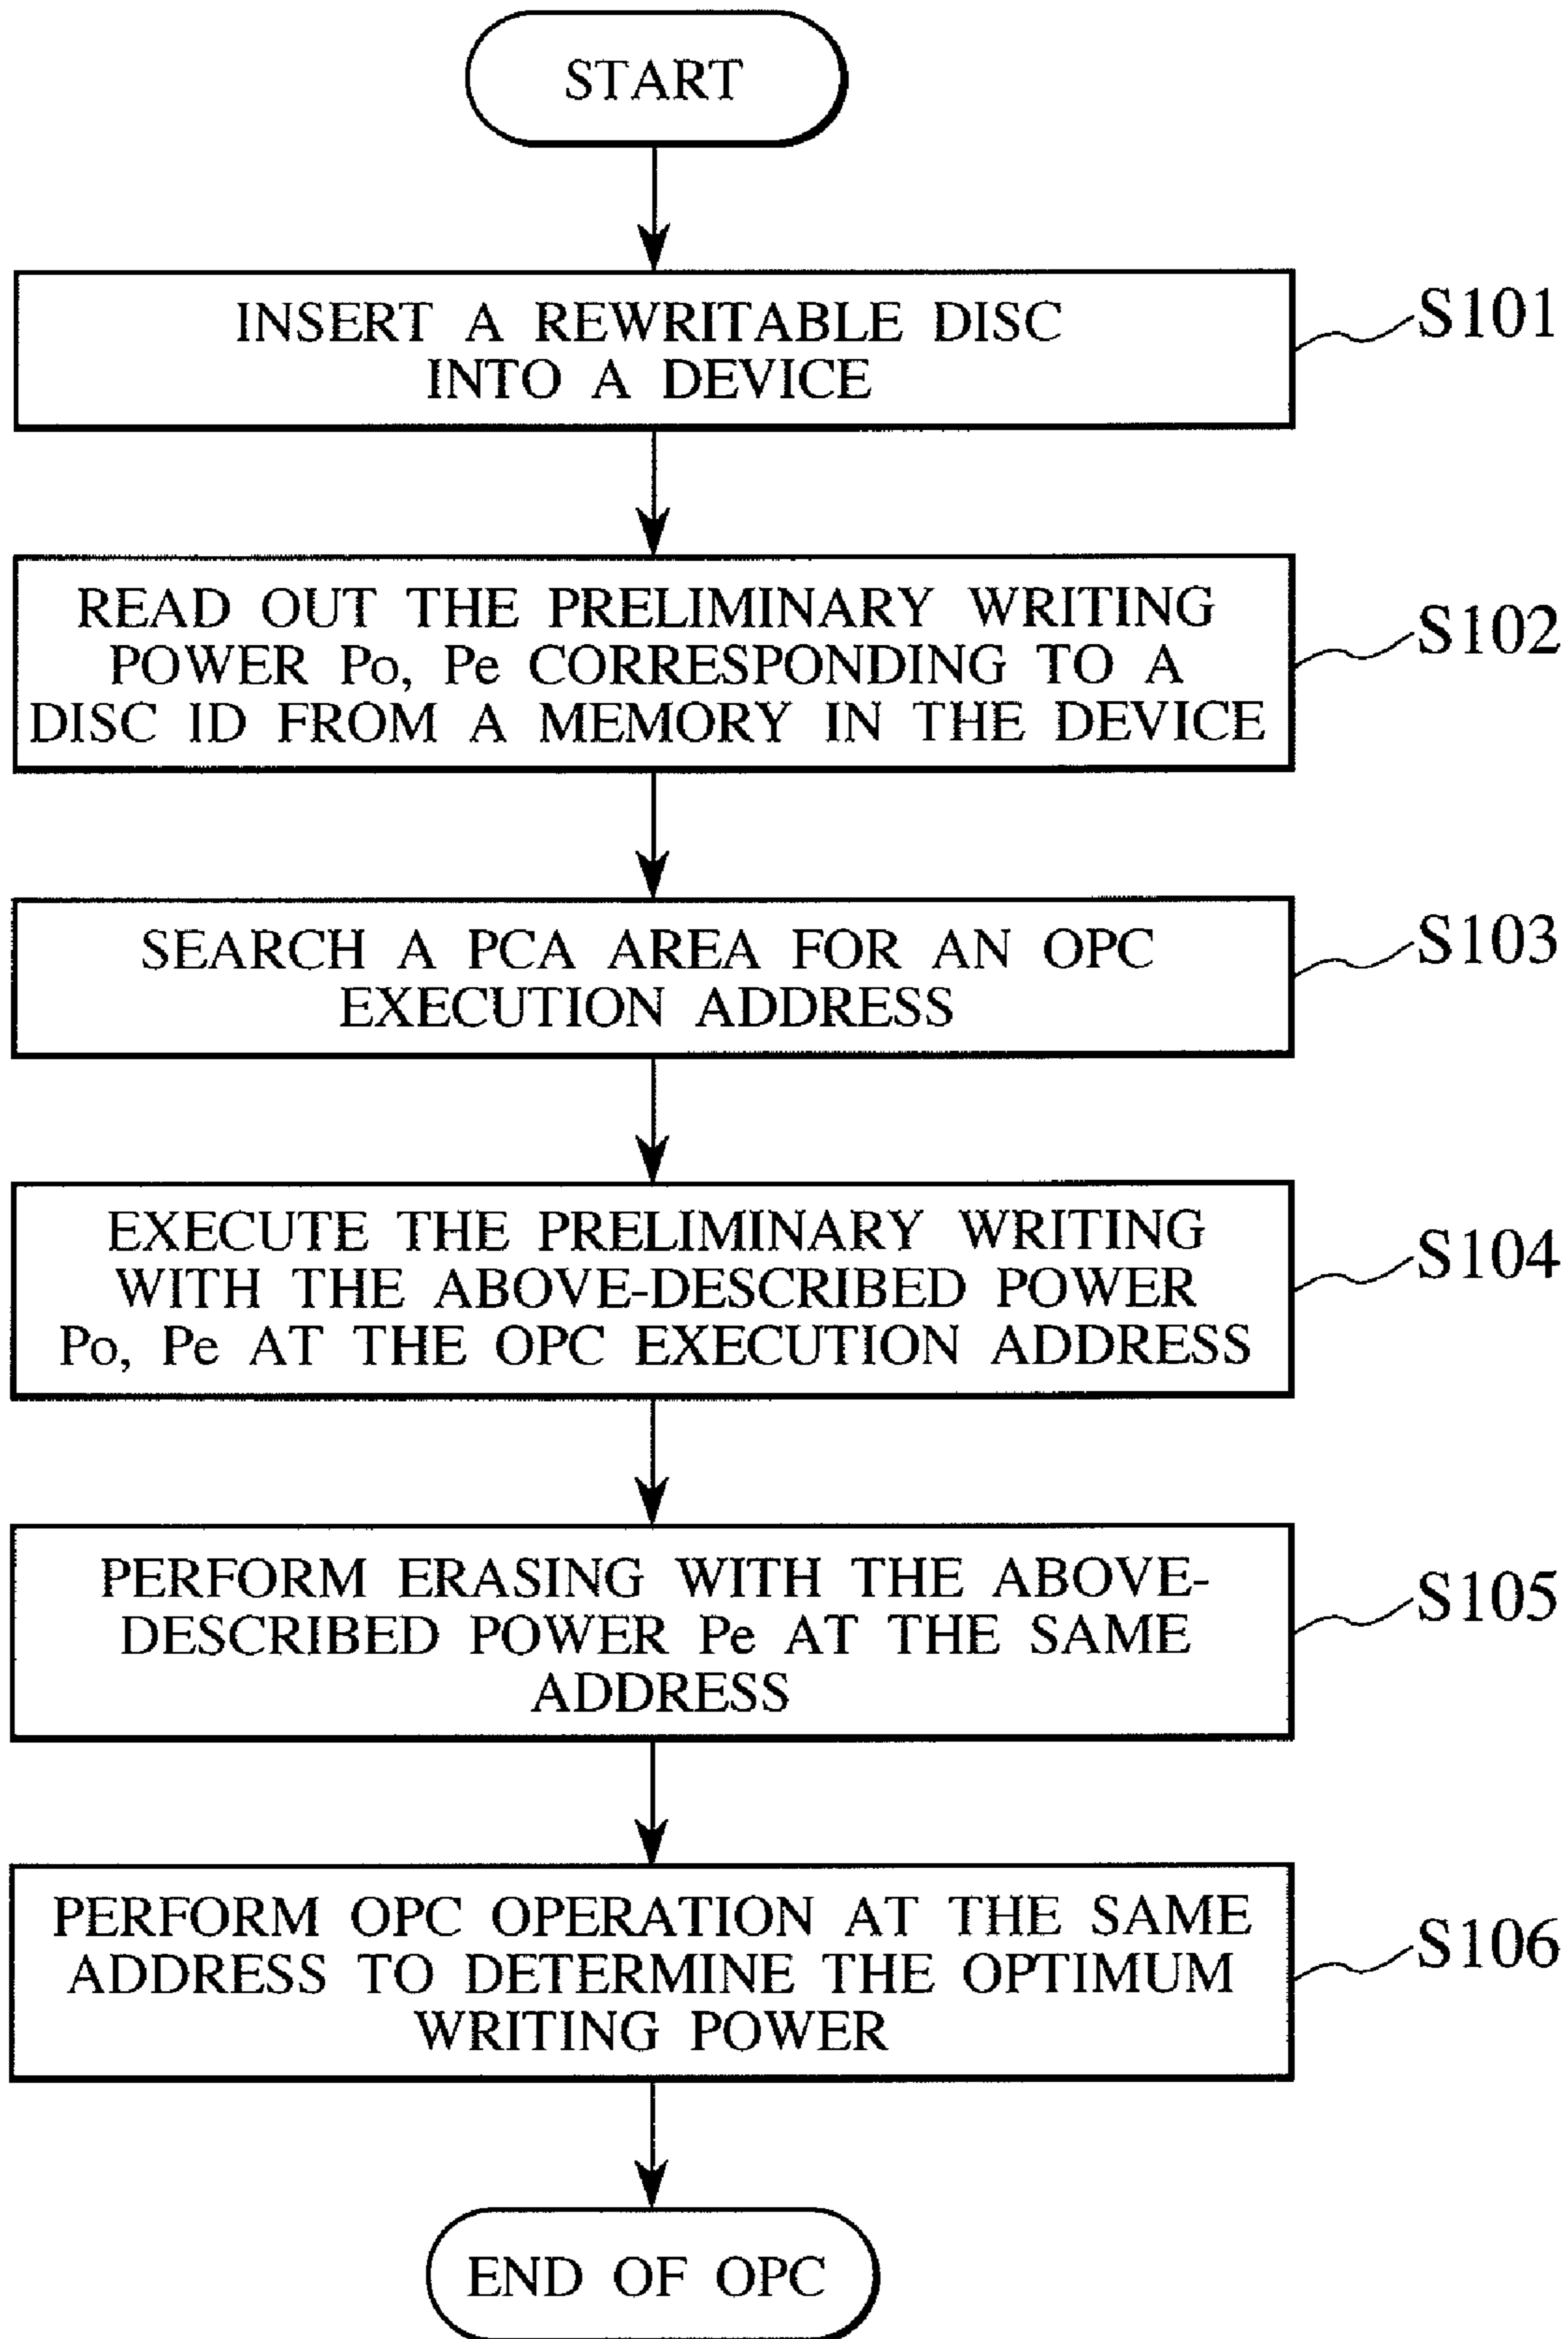 START
INSERT A REWRITABLE DISC
INTO A DEVICE
S101
READ OUT THE PRELIMINARY WRITING
POWER Po, Pe CORRESPONDING TO A
DISC ID FROM A MEMORY IN THE DEVICE
S102
SEARCH A PCA AREA FOR AN OPC
EXECUTION ADDRESS
S103
EXECUTE THE PRELIMINARY WRITING
WITH THE ABOVE-DESCRIBED POWER
Po, Pe AT THE OPC EXECUTION ADDRESS
S104
PERFORM ERASING WITH THE ABOVE-
DESCRIBED POWER Pe AT THE SAME
ADDRESS
S105
PERFORM OPC OPERATION AT THE SAME
ADDRESS TO DETERMINE THE OPTIMUM
WRITING POWER
S106
END OF OPC